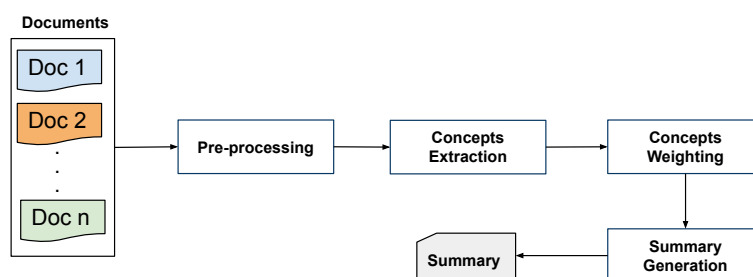 Documents
Doc 1
Doc 2
.
.
.
Doc n
Pre-processing
Concepts
Extraction
Concepts
Weighting
Summary
Generation
Summary